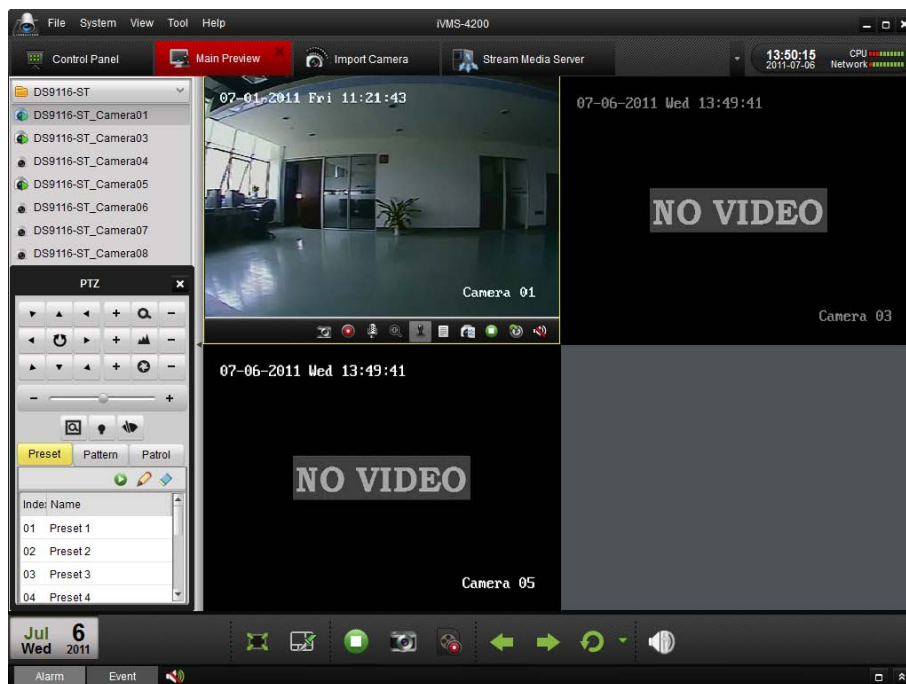 File System View Tool Help
iVMS-4200
Control Panel
Main Preview
Import Camera
Stream Media Server
13:50:15
2011-07-06
CPU
Network
DS9116-ST
DS9116-ST_Camera01
DS9116-ST_Camera03
DS9116-ST_Camera04
DS9116-ST_Camera05
DS9116-ST_Camera06
DS9116-ST_Camera07
DS9116-ST_Camera08
07-01-2011 Fri 11:21:43
Camera 01
07-06-2011 Wed 13:49:41
NO VIDEO
Camera 03
07-06-2011 Wed 13:49:41
NO VIDEO
Camera 05
PTZ
Preset Pattern Patrol
Index Name
01 Preset 1
02 Preset 2
03 Preset 3
04 Preset 4
Jul 6
Wed 2011
Alarm Event